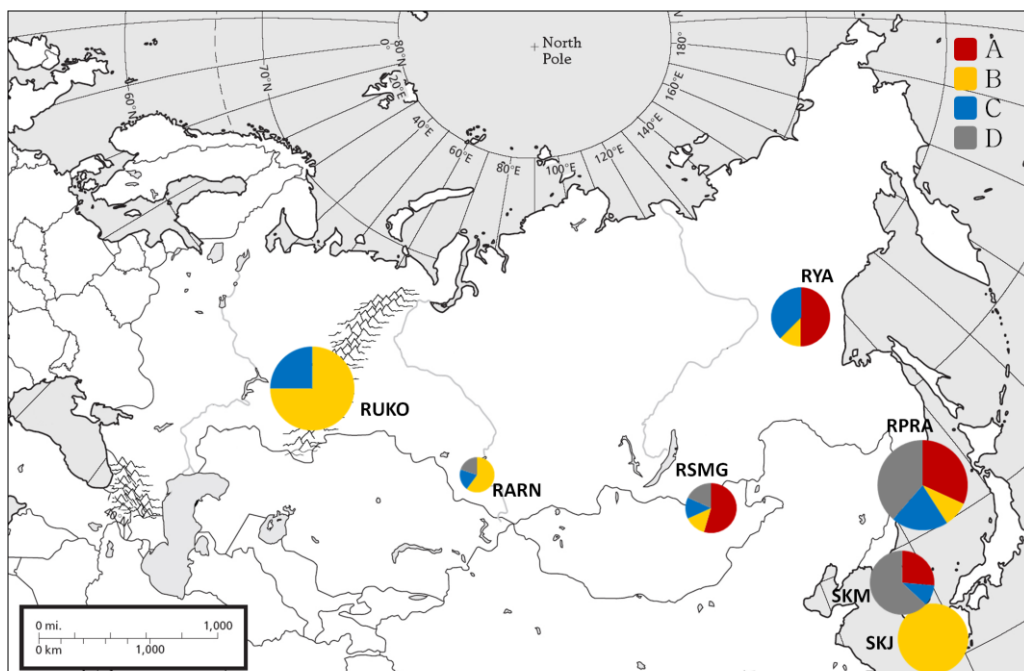 North
Pole
0°
80°N
20°E
40°E
60°E
80°E
100°E
120°E
140°E
160°E
180°
N
70°N
60°N
A
B
C
D
RYA
RUKO
RPRA
RARN
RSMG
SKM
SKJ
0 mi. 1,000
0 km 1,000